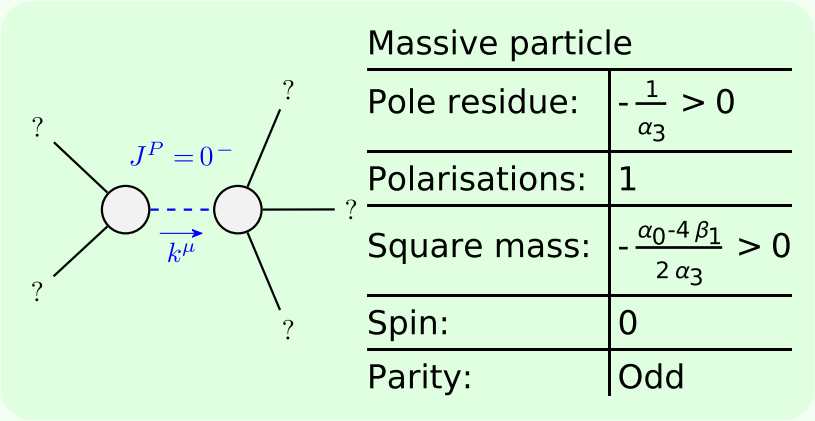 Massive particle
Pole residue: -1/α₃ > 0
Polarisations: 1
Square mass: -(α₀-4 β₁)/(2 α₃) > 0
Spin: 0
Parity: Odd
?
?
?
?
?
J^P = 0⁻
k^μ